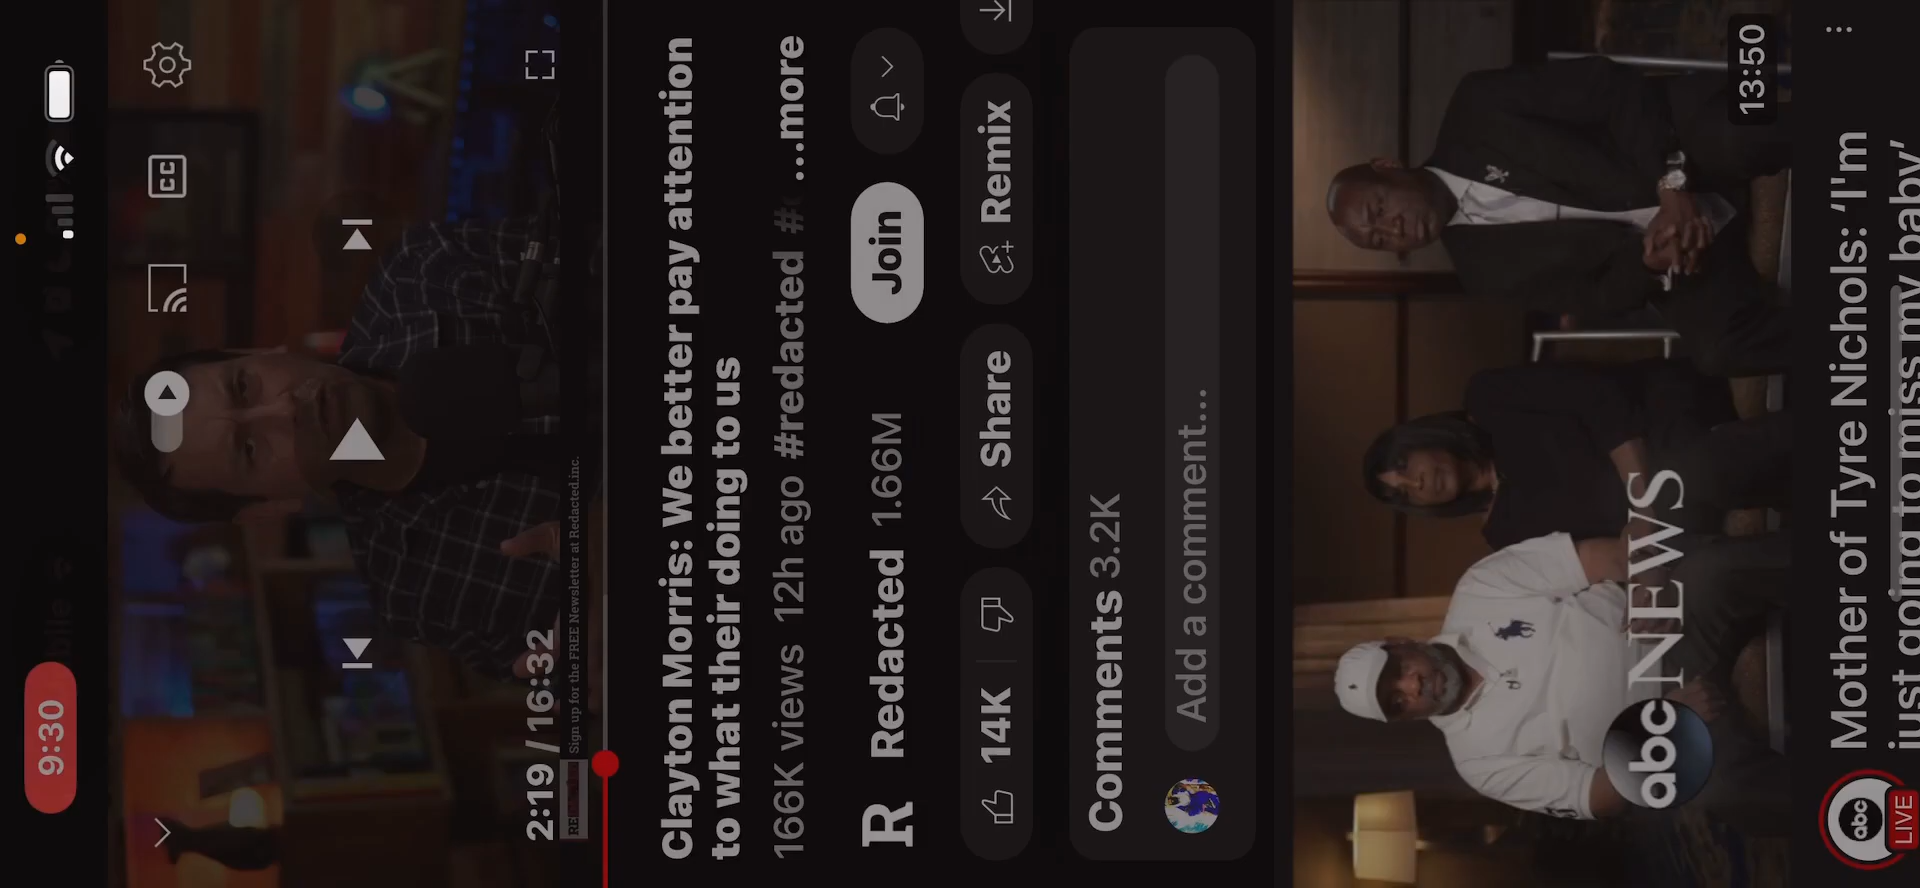 9:30
CC
2:19 / 16:32
Sign up for the FREE Newsletter at Redacted.inc.
Clayton Morris: We better pay attention
to what their doing to us
166K views 12h ago #redacted # ...more
R Redacted 1.66M Join
14K Share Remix
Comments 3.2K
Add a comment...
abc NEWS
13:50
abc
LIVE
Mother of Tyre Nichols: ‘I'm
just going to miss my baby’